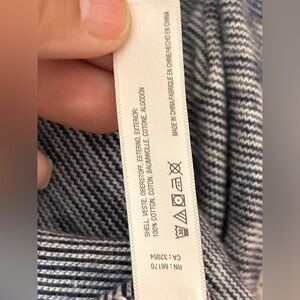 SHELL, VESTE, OBERSTOFF, ESTERNO, EXTERIOR:
100% COTTON, COTON, BAUMWOLLE, COTONE, ALGODÓN
MADE IN CHINA/FABRIQUÉ EN CHINE/HECHO EN CHINA
RN : 66170
CA : 32054